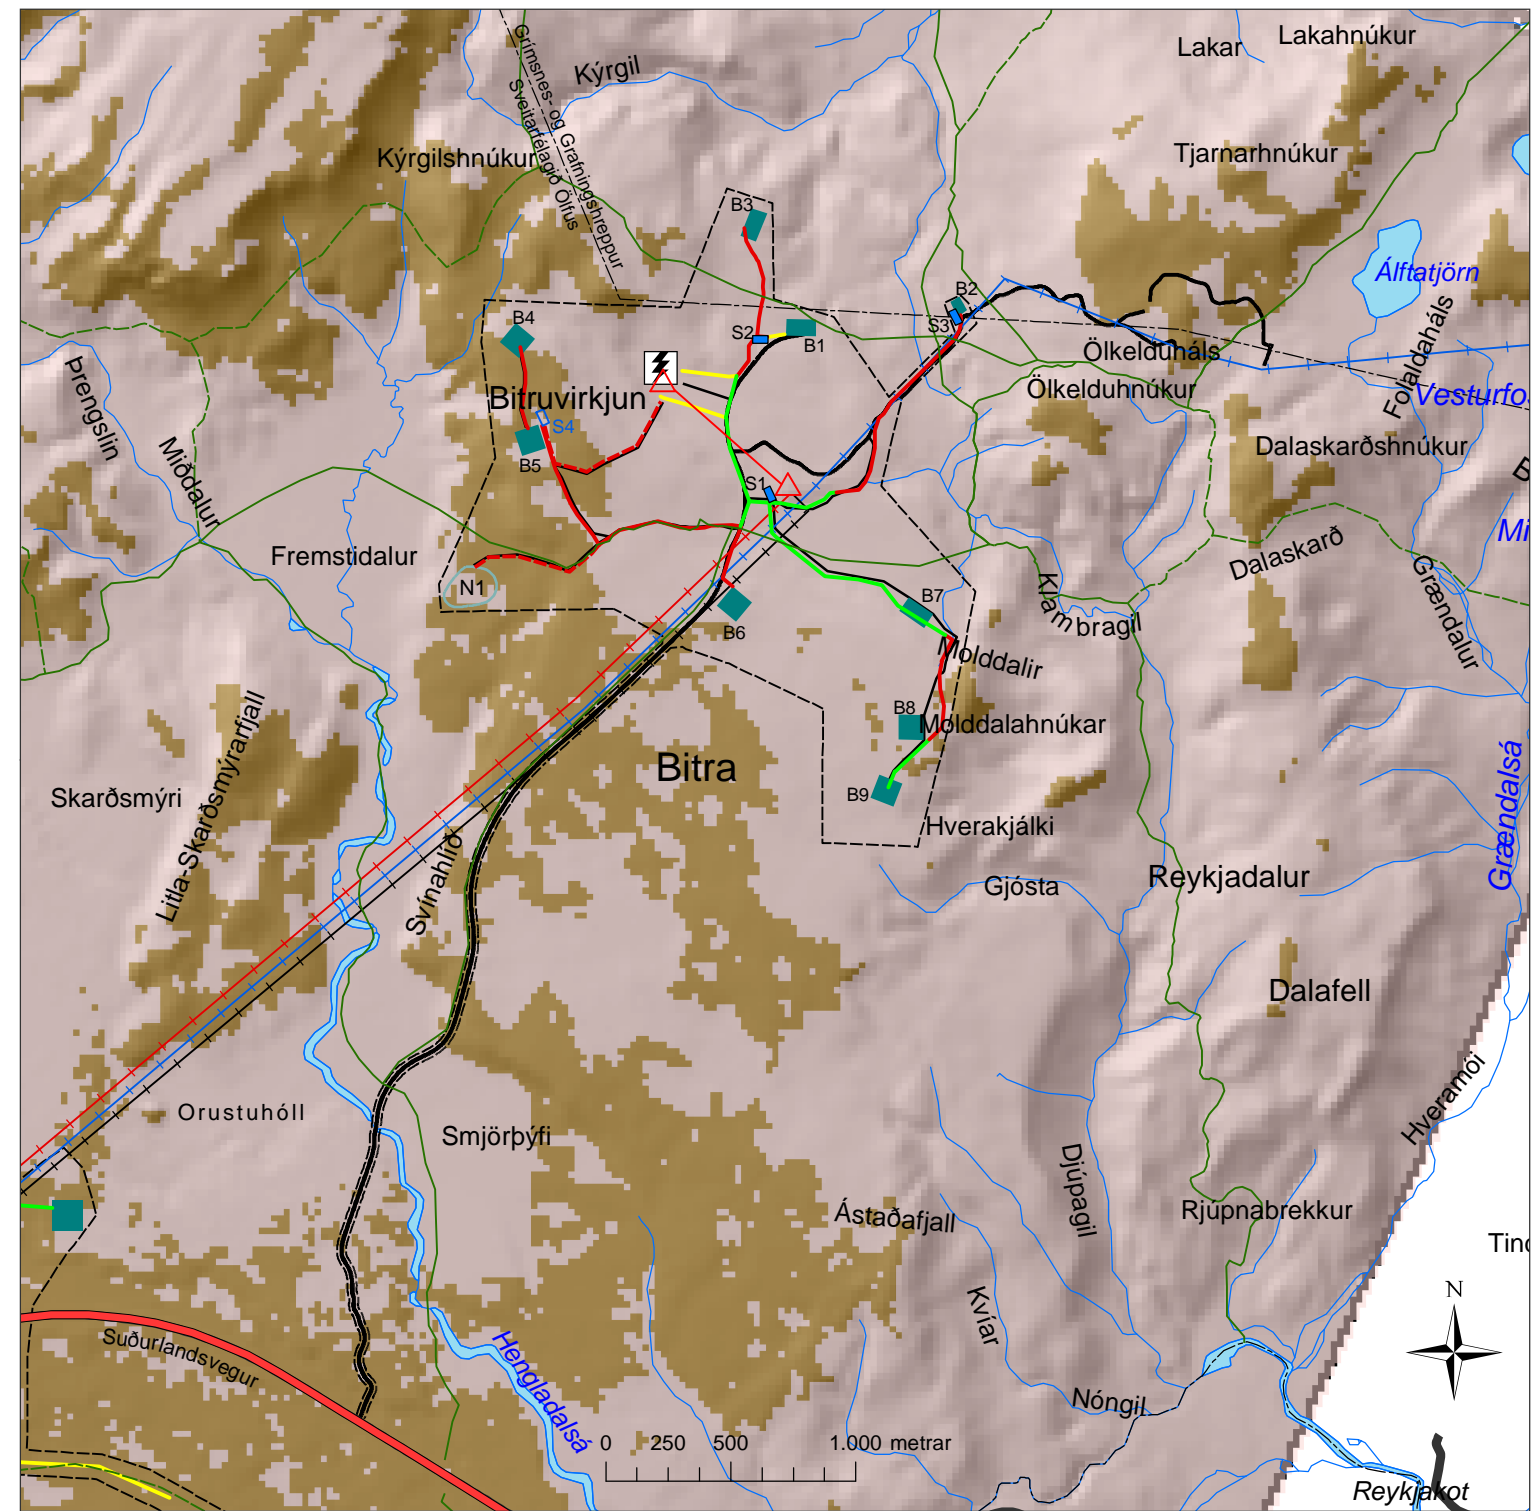 Lakahnúkur
Lakar
Grímsnes- og Grafningshreppur
Sveitarfélagið Ölfus
Kýrgil
Kýrgilshnúkur
Tjarnarhnúkur
B3
Álftatjörn
B2
B4
S3
S2
B1
Ölkelduháls
Folaldaháls
Þrengslin
Ölkelduhnúkur
Vesturfo
Bitruvirkjun
S4
Dalaskarðshnúkur
Miðdalur
B5
S1
Mi
Dalaskarð
Fremstidalur
N1
B7
Klambragil
Grændalur
B6
Molddalir
B8
Molddalahnúkar
Bitra
Litla-Skarðsmýrarfjall
Skarðsmýri
B9
Hverakjálki
Grændalsá
Svínahlíð
Gjósta
Reykjadalur
Dalafell
Orustuhóll
Smjörþýfi
Hveramói
Djúpagil
Ástaðafjall
Rjúpnabrekkur
Tind
N
Kvíar
Suðurlandsvegur
Hengladalsá
Nóngil
0 250 500 1.000 metrar
Reykjakot